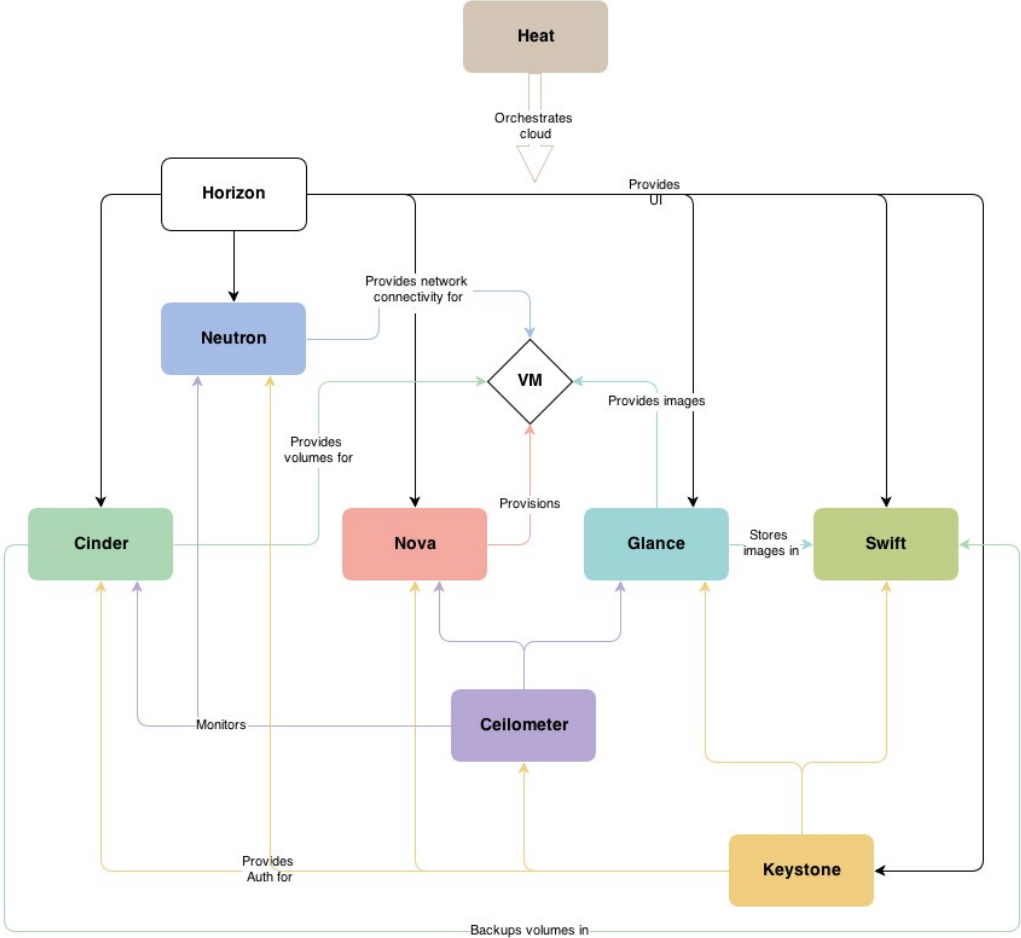 Heat
Orchestrates
cloud
Horizon
Provides
UI
Provides network
connectivity for
Neutron
VM
Provides images
Provides
volumes for
Provisions
Cinder
Nova
Glance
Stores
images in
Swift
Monitors
Ceilometer
Provides
Auth for
Keystone
Backups volumes in